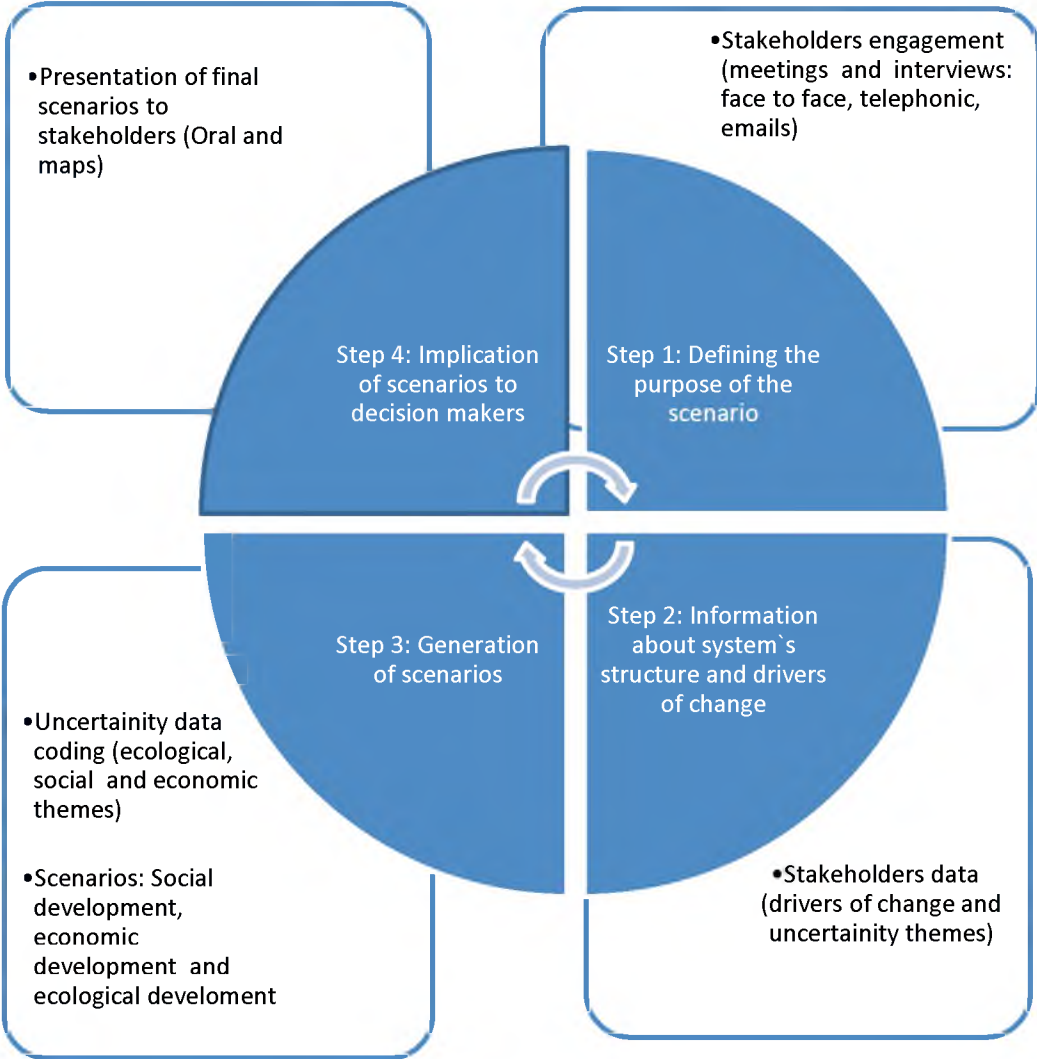 •Presentation of final
scenarios to
stakeholders (Oral and
maps)
•Stakeholders engagement
(meetings and interviews:
face to face, telephonic,
emails)
Step 4: Implication
of scenarios to
decision makers
Step 1: Defining the
purpose of the
scenario
Step 3: Generation
of scenarios
Step 2: Information
about system`s
structure and drivers
of change
•Uncertainity data
coding (ecological,
social and economic
themes)
•Scenarios: Social
development,
economic
development and
ecological develoment
•Stakeholders data
(drivers of change and
uncertainity themes)